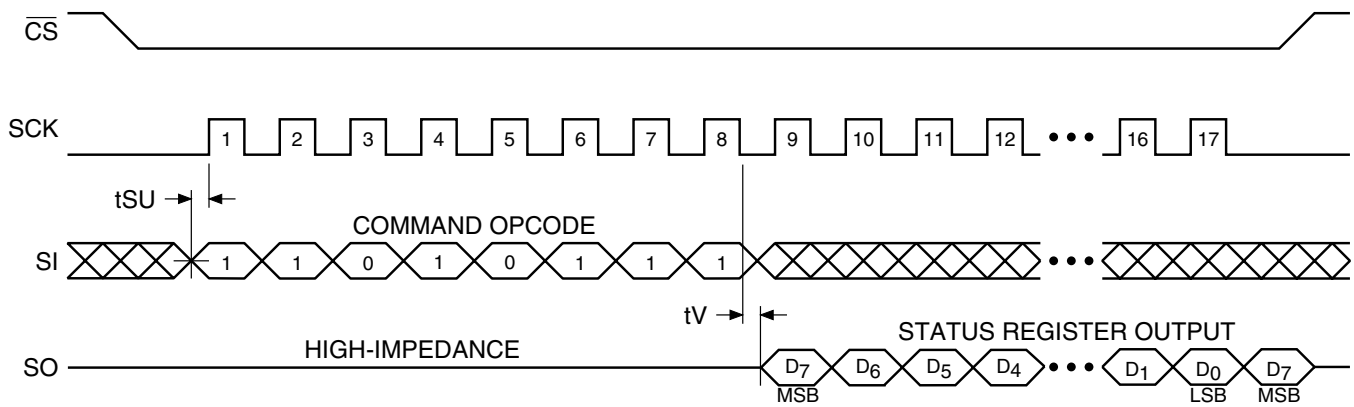 CS
SCK
1 2 3 4 5 6 7 8 9 10 11 12 ••• 16 17
tSU
COMMAND OPCODE
SI
1 1 0 1 0 1 1 1 •••
tV
STATUS REGISTER OUTPUT
HIGH-IMPEDANCE
SO
D7 D6 D5 D4 ••• D1 D0 D7
MSB LSB MSB